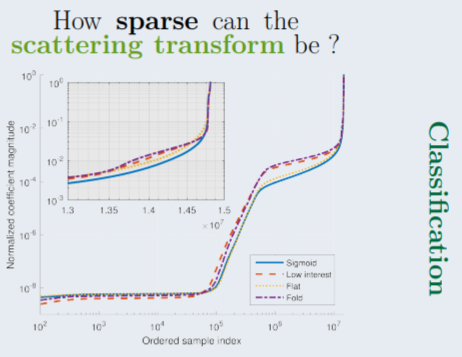 How sparse can the
scattering transform be ?
Normalized coefficient magnitude
10^0
10^-2
10^-4
10^-6
10^-8
10^0
10^-1
10^-2
10^-3
1.3 1.35 1.4 1.45 1.5
×10^7
Sigmoid
Low interest
Flat
Fold
10^2 10^3 10^4 10^5 10^6 10^7
Ordered sample index
Classification